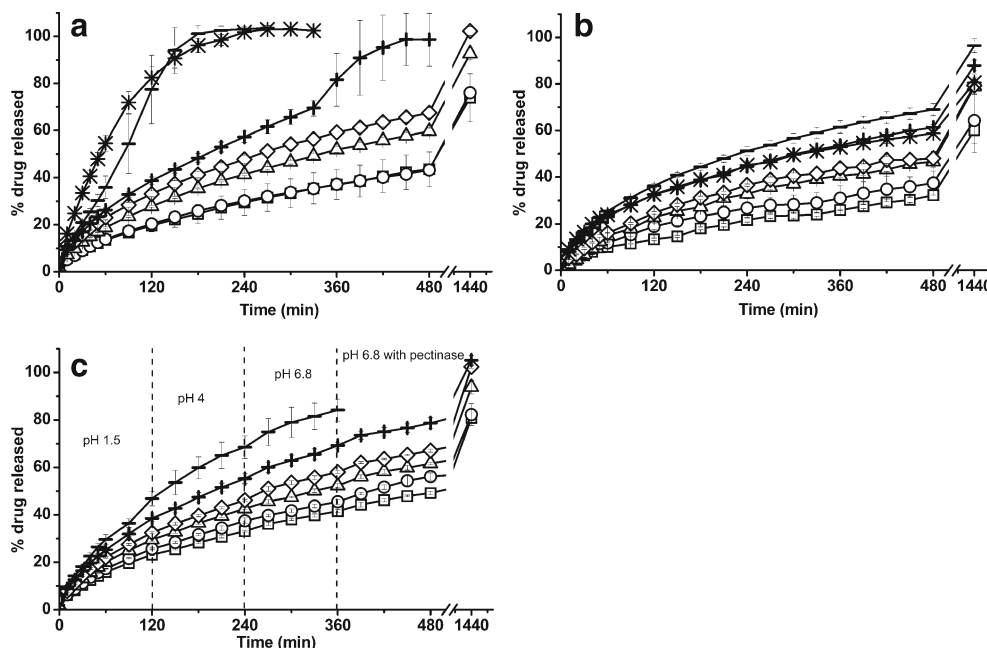 a
% drug released
100
80
60
40
20
0
0 120 240 360 480 1440
Time (min)
b
% drug released
100
80
60
40
20
0
0 120 240 360 480 1440
Time (min)
c
% drug released
100
80
60
40
20
0
pH 1.5
pH 4
pH 6.8
pH 6.8 with pectinase
0 120 240 360 480 1440
Time (min)